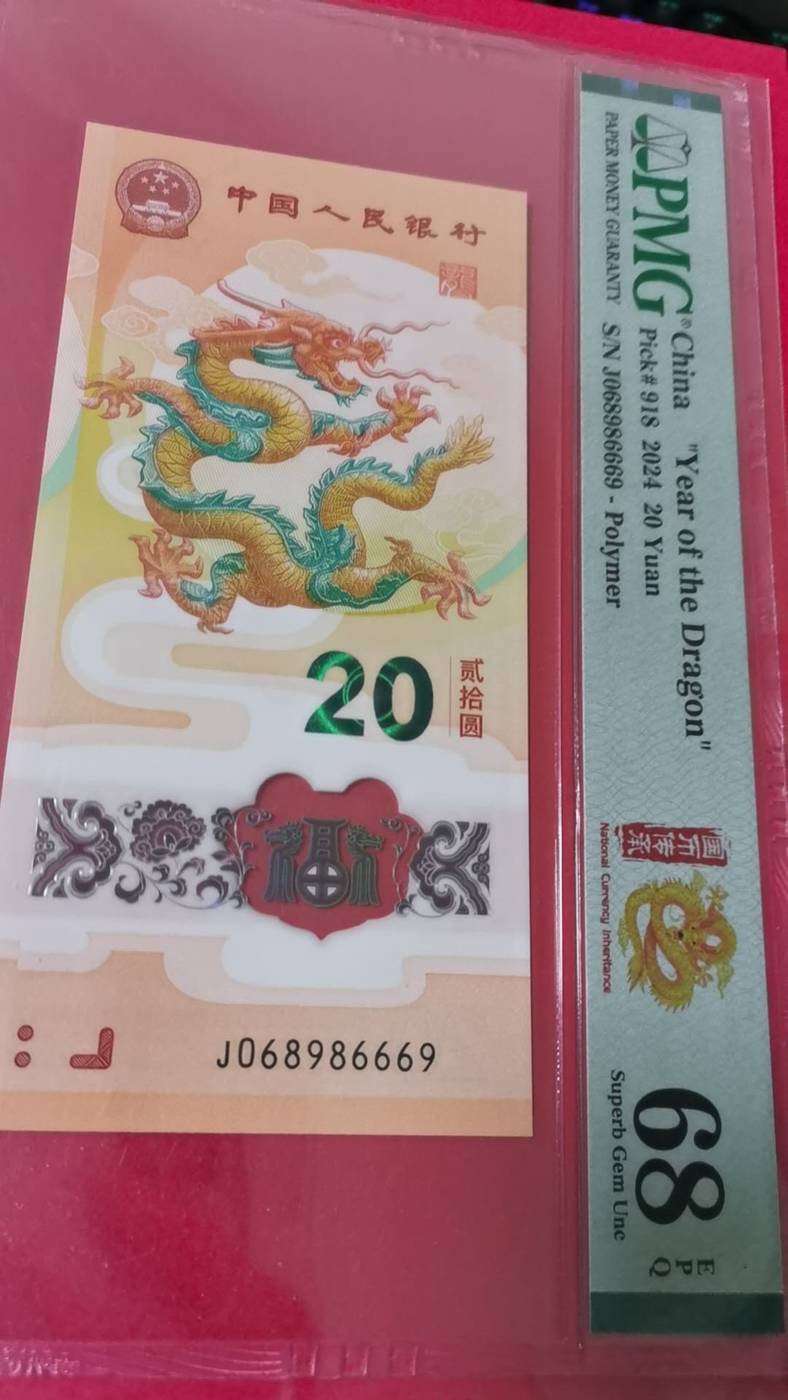 中国人民银行
20
贰拾圆
福
J068986669
PMG®
PAPER MONEY GUARANTY
China "Year of the Dragon"
Pick# 918 2024 20 Yuan
S/N J068986669 - Polymer
国币传承
National Currency Inheritance
68
EPQ
Superb Gem Unc